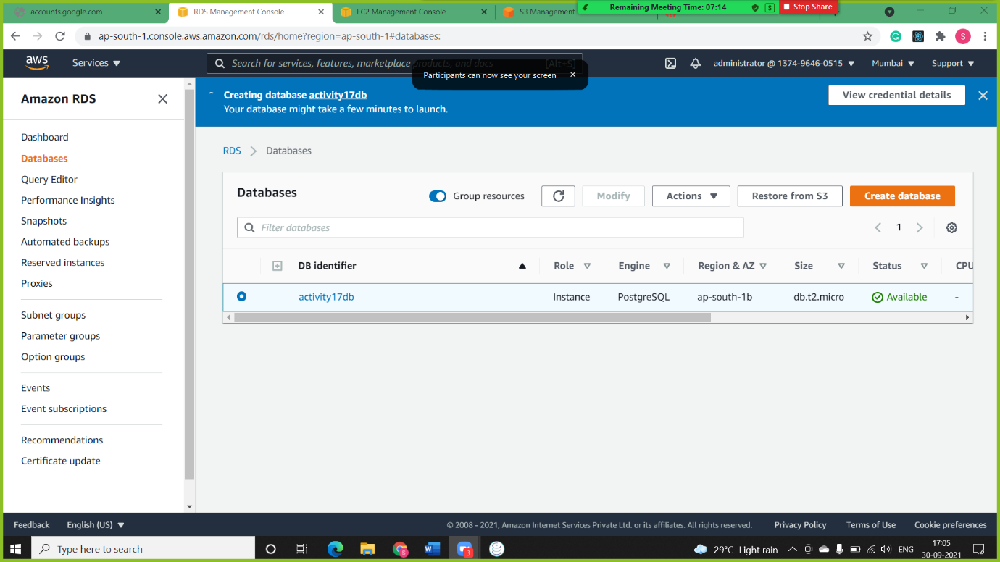 accounts.google.com
RDS Management Console
EC2 Management Console
S3 Management
Remaining Meeting Time: 07:14
Stop Share
ap-south-1.console.aws.amazon.com/rds/home?region=ap-south-1#databases:
S
aws
Services
Search for services, features, marketplace products, and docs
[Alt+S]
administrator @ 1374-9646-0515
Mumbai
Support
Participants can now see your screen
Amazon RDS
Dashboard
Databases
Query Editor
Performance Insights
Snapshots
Automated backups
Reserved instances
Proxies
Subnet groups
Parameter groups
Option groups
Events
Event subscriptions
Recommendations
Certificate update
Creating database activity17db
Your database might take a few minutes to launch.
View credential details
RDS > Databases
Databases
Group resources
Modify
Actions
Restore from S3
Create database
Filter databases
1
DB identifier Role Engine Region & AZ Size Status CPU
activity17db Instance PostgreSQL ap-south-1b db.t2.micro Available -
Feedback
English (US)
© 2008 - 2021, Amazon Internet Services Private Ltd. or its affiliates. All rights reserved.
Privacy Policy
Terms of Use
Cookie preferences
Type here to search
S
3
29°C Light rain
ENG
17:05
30-09-2021